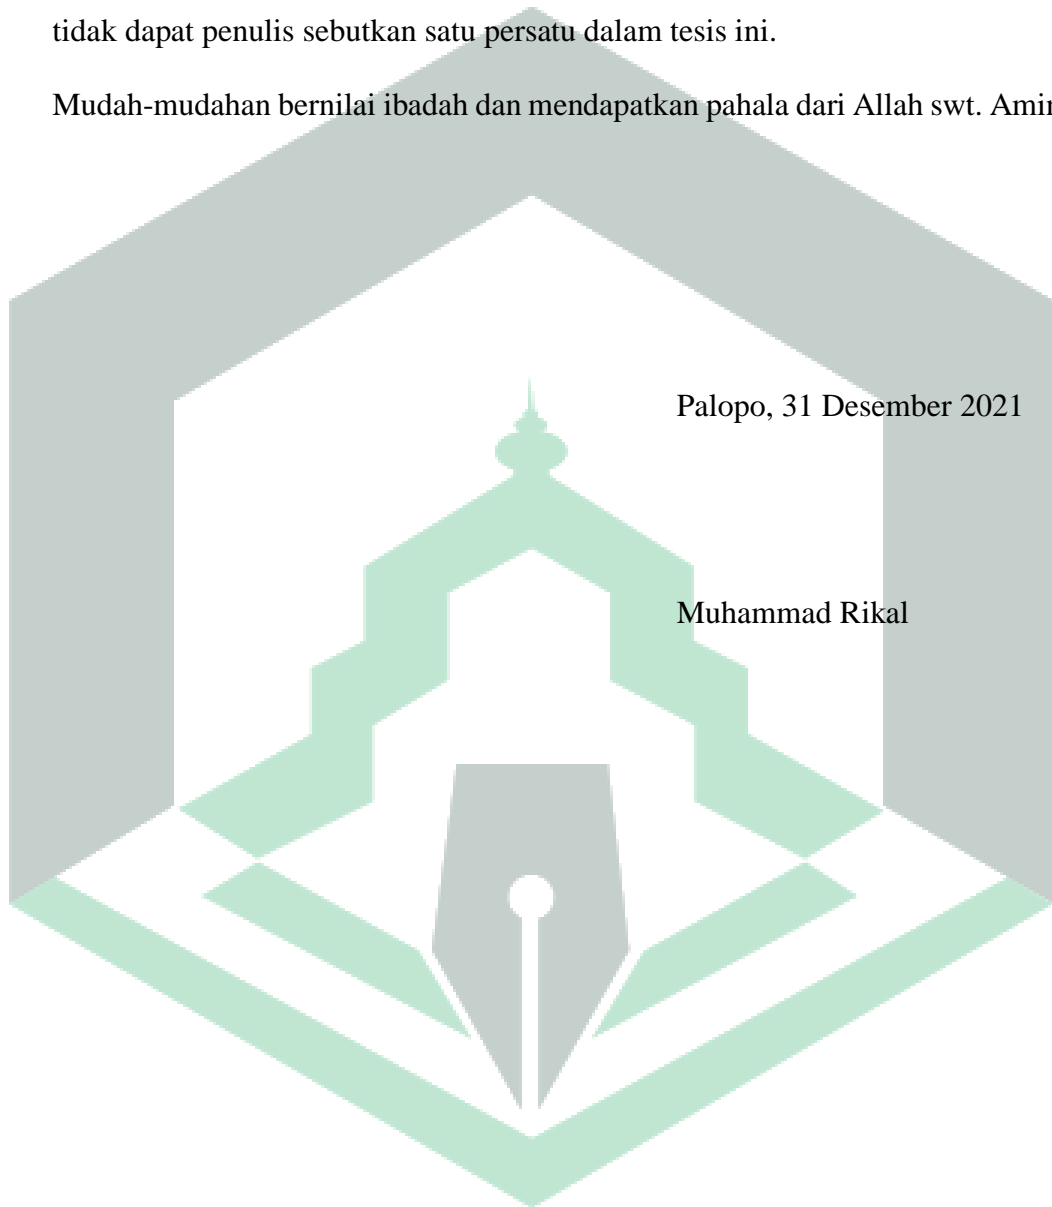 tidak dapat penulis sebutkan satu persatu dalam tesis ini.
Mudah-mudahan bernilai ibadah dan mendapatkan pahala dari Allah swt. Amin
Palopo, 31 Desember 2021
Muhammad Rikal